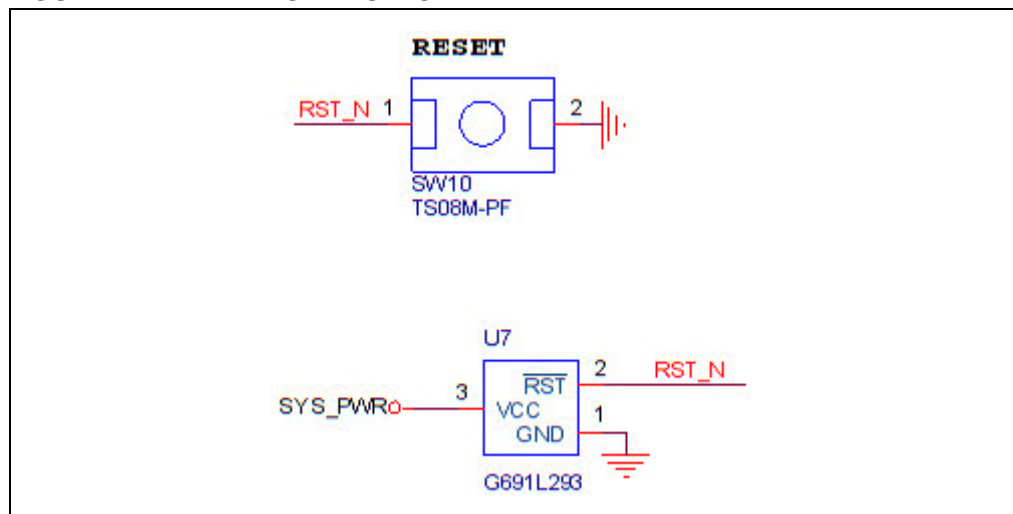 RESET
RST_N 1
2
SW10
TS08M-PF
U7
RST 2 RST_N
SYS_PWR 3
VCC 1
GND
G691L293